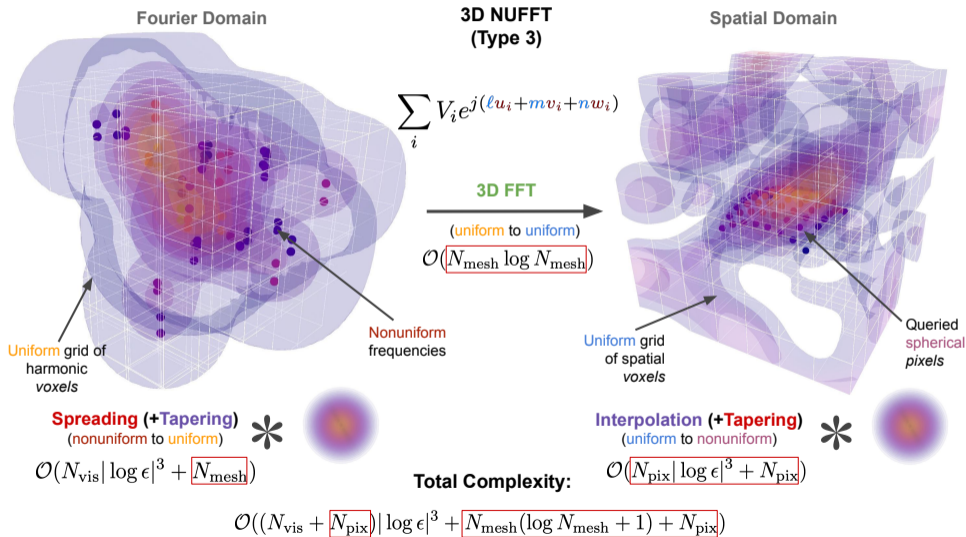 Fourier Domain
3D NUFFT
(Type 3)
Spatial Domain
∑_i V_i e^{j(ℓu_i+mv_i+nw_i)}
3D FFT
(uniform to uniform)
𝒪(N_mesh log N_mesh)
Uniform grid of
harmonic
voxels
Nonuniform
frequencies
Uniform grid
of spatial
voxels
Queried
spherical
pixels
Spreading (+Tapering)
(nonuniform to uniform)
𝒪(N_vis| log ϵ|^3 + N_mesh)
*
Interpolation (+Tapering)
(uniform to nonuniform)
𝒪(N_pix| log ϵ|^3 + N_pix)
*
Total Complexity:
𝒪((N_vis + N_pix)| log ϵ|^3 + N_mesh(log N_mesh + 1) + N_pix)